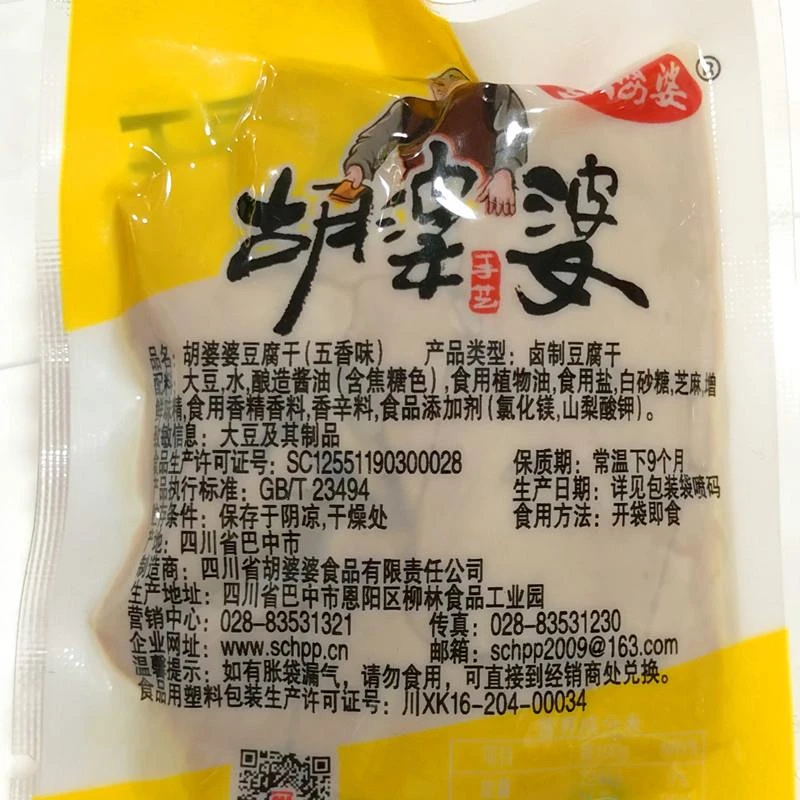 婆 ®
胡婆婆
手芝
品名：胡婆婆豆腐干(五香味) 产品类型：卤制豆腐干
配料：大豆,水,酿造酱油(含焦糖色),食用植物油,食用盐,白砂糖,芝麻,增
鲜味精,食用香精香料,香辛料,食品添加剂(氯化镁,山梨酸钾)。
致敏信息：大豆及其制品
食品生产许可证号：SC12551190300028 保质期：常温下9个月
产品执行标准：GB/T 23494 生产日期：详见包装袋喷码
贮存条件：保存于阴凉,干燥处 食用方法：开袋即食
产地：四川省巴中市
制造商：四川省胡婆婆食品有限责任公司
生产地址：四川省巴中市恩阳区柳林食品工业园
营销中心：028-83531321 传真：028-83531230
企业网址：www.schpp.cn 邮箱：schpp2009@163.com
温馨提示：如有胀袋漏气，请勿食用，可直接到经销商处兑换。
食品用塑料包装生产许可证号：川XK16-204-00034